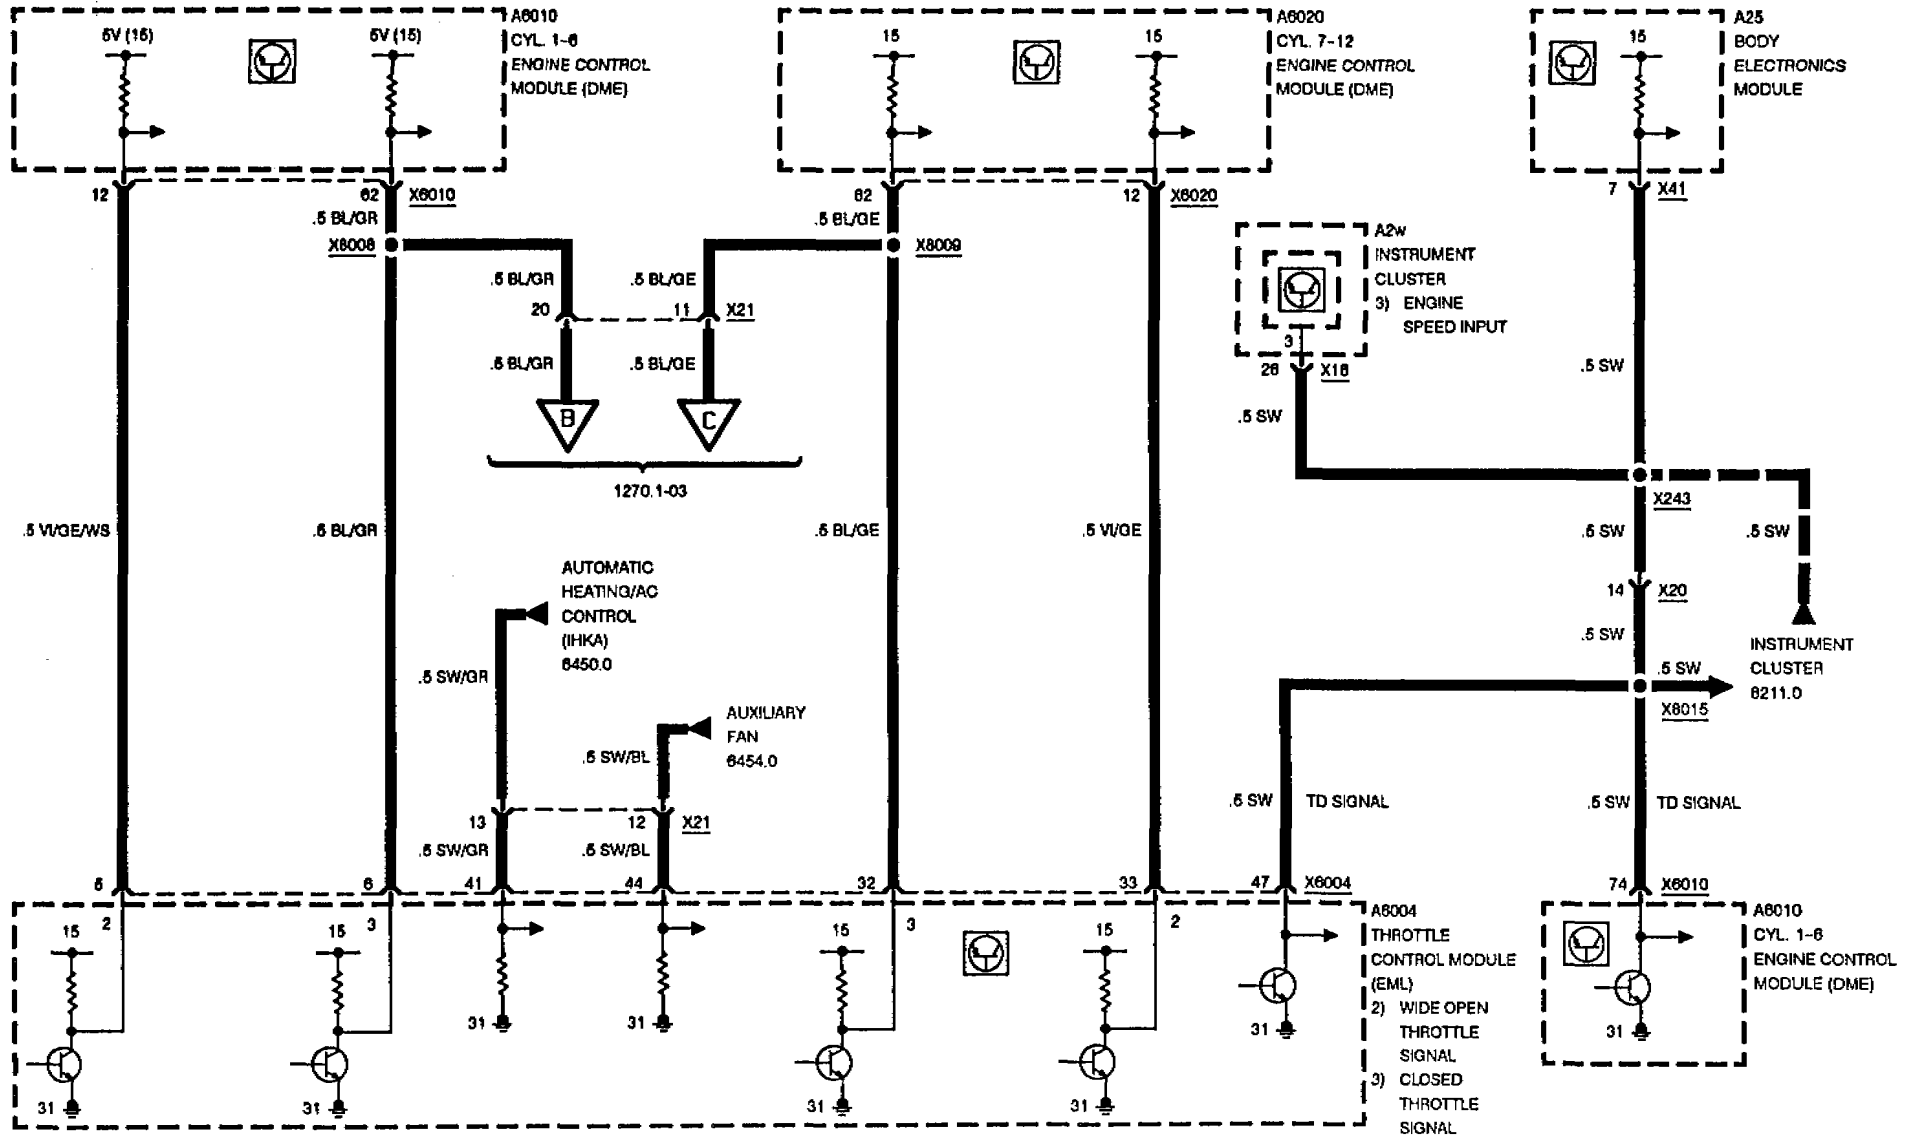 5V (15)
5V (15)
A6010
CYL. 1-6
ENGINE CONTROL
MODULE (DME)
15
15
A6020
CYL. 7-12
ENGINE CONTROL
MODULE (DME)
15
A25
BODY
ELECTRONICS
MODULE
12
62
X6010
62
12
X6020
7
X41
.5 BL/GR
.5 BL/GE
X8008
X8009
A2w
INSTRUMENT
CLUSTER
3) ENGINE
SPEED INPUT
.5 BL/GR
.5 BL/GE
20
11
X21
3
26
X16
.5 BL/GR
.5 BL/GE
.5 SW
.5 SW
B
C
1270.1-03
X243
.5 VI/GE/WS
.5 BL/GR
.5 BL/GE
.5 VI/GE
.5 SW
.5 SW
AUTOMATIC
HEATING/AC
CONTROL
(IHKA)
6450.0
14
X20
.5 SW
INSTRUMENT
CLUSTER
6211.0
.5 SW/GR
.5 SW
X8015
AUXILIARY
FAN
6454.0
.5 SW/BL
.5 SW
TD SIGNAL
.5 SW
TD SIGNAL
13
12
X21
.5 SW/GR
.5 SW/BL
5
6
41
44
32
33
47
X6004
74
X6010
2
3
3
2
15
15
15
15
A6004
THROTTLE
CONTROL MODULE
(EML)
2) WIDE OPEN
THROTTLE
SIGNAL
3) CLOSED
THROTTLE
SIGNAL
A6010
CYL. 1-6
ENGINE CONTROL
MODULE (DME)
31
31
31
31
31
31
31
31